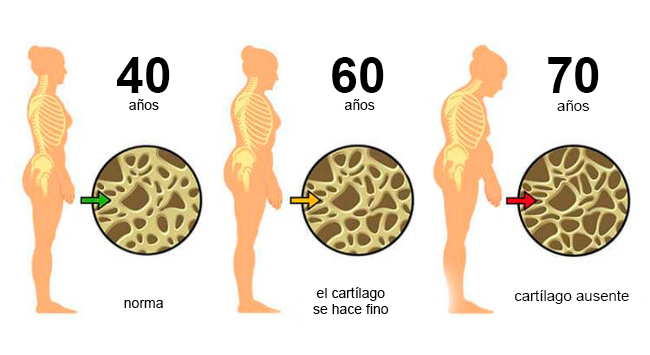 40
años
norma
60
años
el cartílago
se hace fino
70
años
cartílago ausente